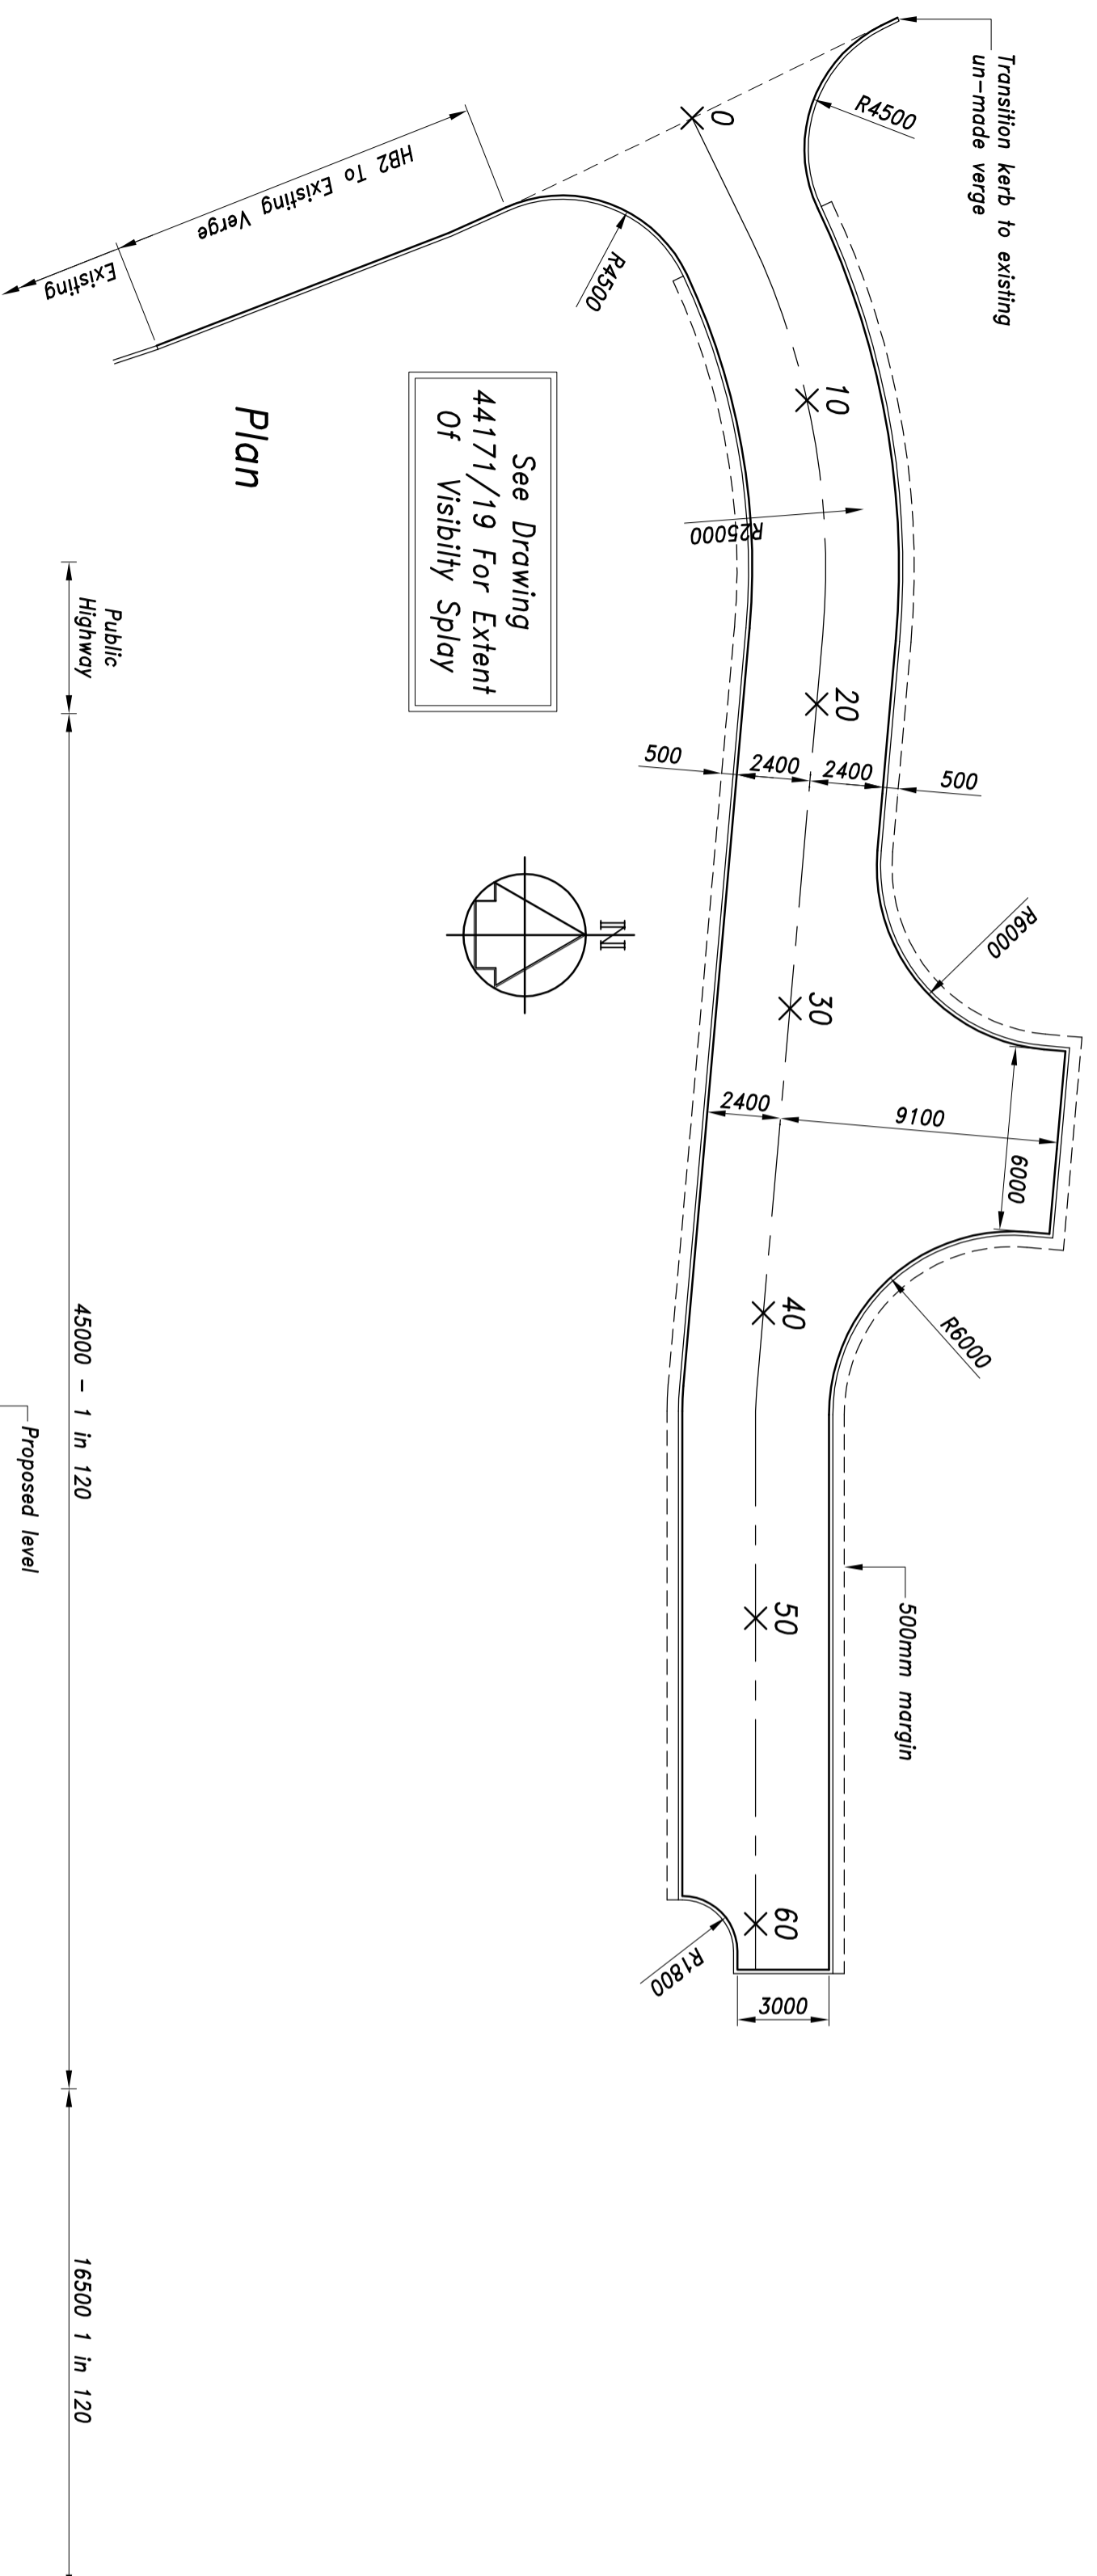 Transition kerb to existing
un-made verge
R4500
0
HB2 To Existing Verge
Existing
R4500
10
R25000
Plan
See Drawing
44171/19 For Extent
Of Visibilty Splay
20
500
2400
2400
500
N
R6000
30
2400
9100
6000
R6000
40
500mm margin
50
60
R1800
3000
Public
Highway
45000 - 1 in 120
16500 1 in 120
Proposed level